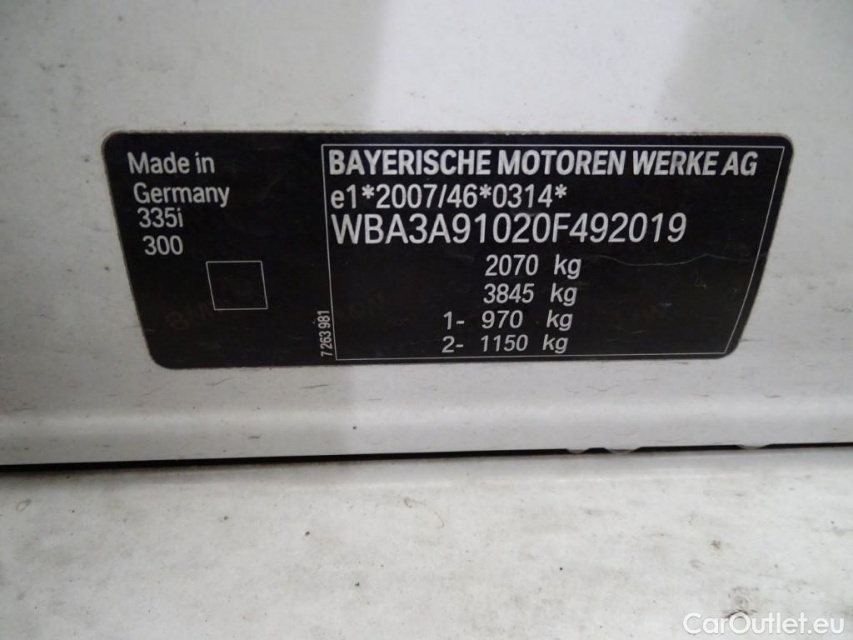 Made in
Germany
335i
300
7 263 981
BAYERISCHE MOTOREN WERKE AG
e1*2007/46*0314*
WBA3A91020F492019
2070 kg
3845 kg
1- 970 kg
2- 1150 kg
CarOutlet.eu